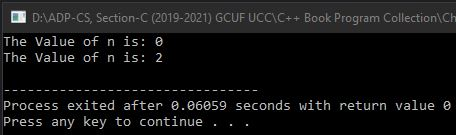 D:\ADP-CS, Section-C (2019-2021) GCUF UCC\C++ Book Program Collection\Ch
The Value of n is: 0
The Value of n is: 2
--------------------------------
Process exited after 0.06059 seconds with return value 0
Press any key to continue . . .